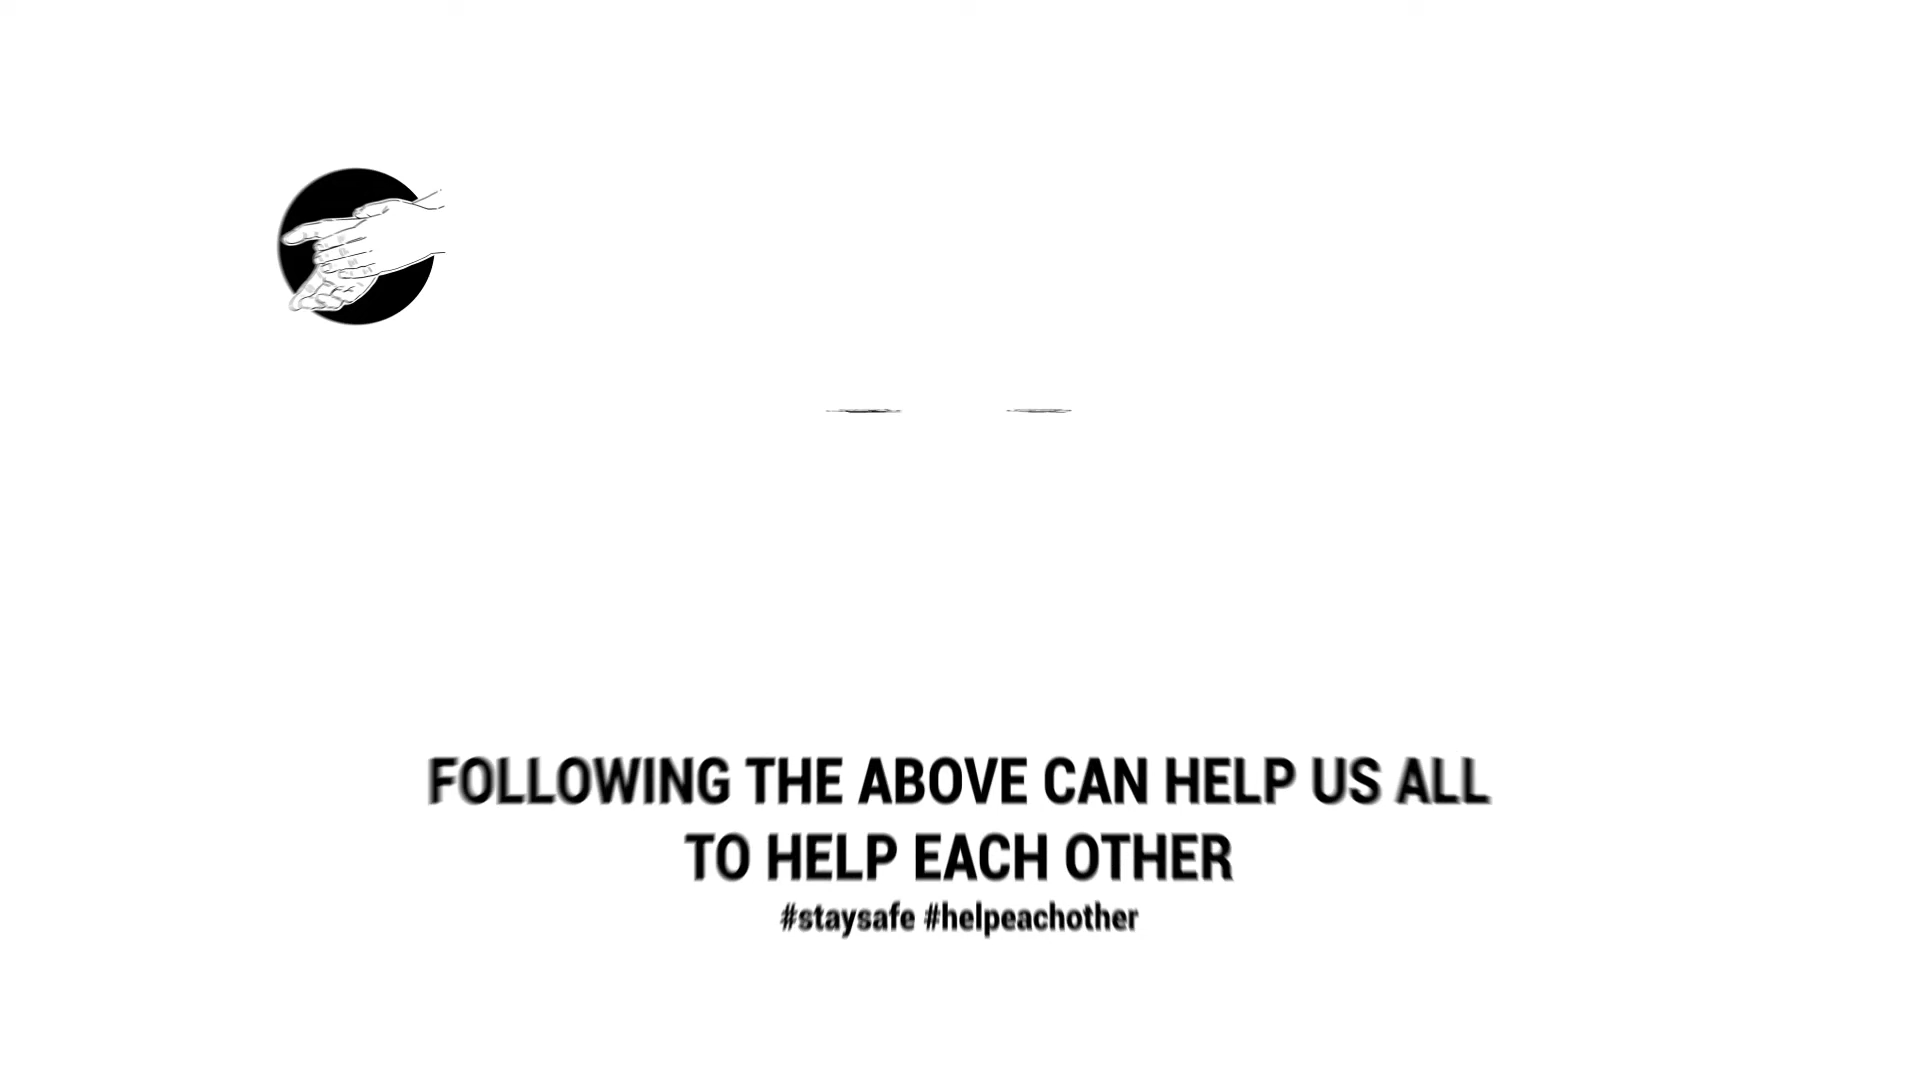 FOLLOWING THE ABOVE CAN HELP US ALL
TO HELP EACH OTHER
#staysafe #helpeachother